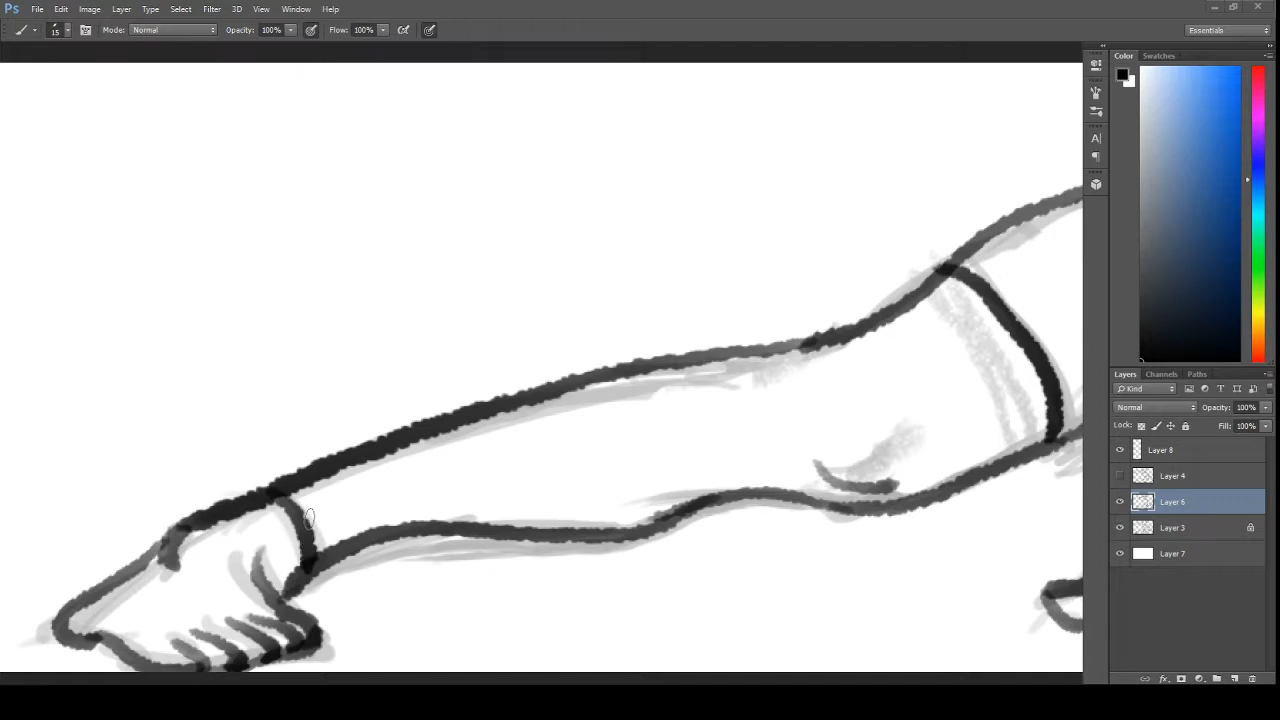 Ps File Edit Image Layer Type Select Filter 3D View Window Help
15 Mode: Normal Opacity: 100% Flow: 100% Essentials
Color Swatches
A
Layers Channels Paths
Kind T
Normal Opacity: 100%
Lock: Fill: 100%
Layer 8
Layer 4
Layer 6
Layer 3
Layer 7
fx